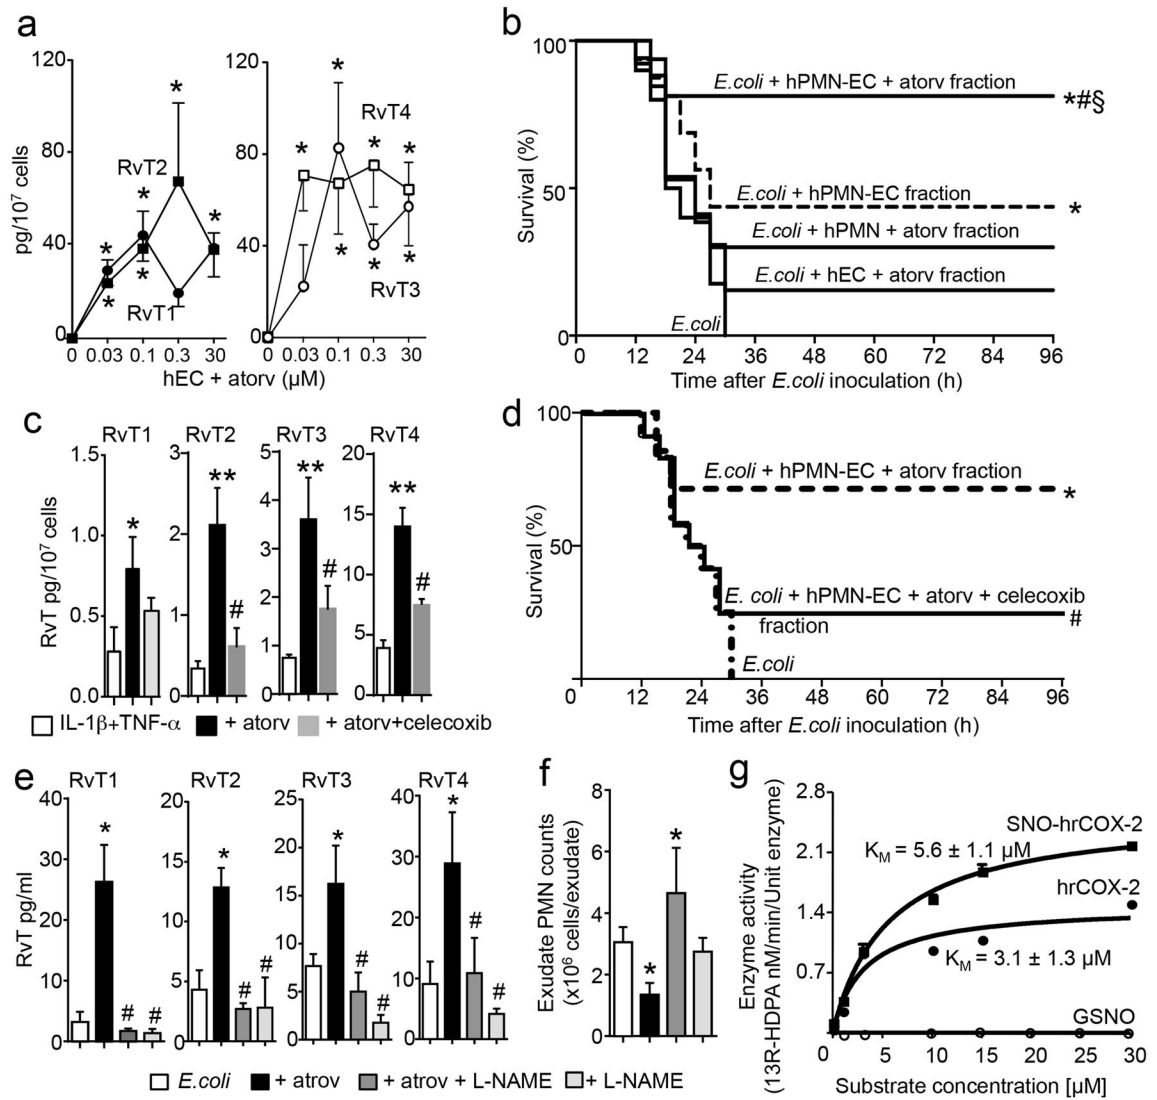 a
120
80
40
0
pg/10⁷ cells
*
RvT2
*
*
*
*
*
RvT1
0 0.03 0.1 0.3 30
120
80
40
0
*
RvT4
*
*
*
*
*
*
RvT3
0 0.03 0.1 0.3 30
hEC + atorv (µM)
b
100
50
0
Survival (%)
E.coli + hPMN-EC + atorv fraction
*#§
E.coli + hPMN-EC fraction
*
E.coli + hPMN + atorv fraction
E.coli + hEC + atorv fraction
E.coli
0 12 24 36 48 60 72 84 96
Time after E.coli inoculation (h)
c
RvT1 RvT2 RvT3 RvT4
RvT pg/10⁷ cells
1.5
1.0
0.5
0.0
*
3
2
1
0
**
#
5
4
3
2
1
0
**
#
20
15
10
5
0
**
#
IL-1β+TNF-α + atorv + atorv+celecoxib
d
100
50
0
Survival (%)
E.coli + hPMN-EC + atorv fraction
*
E. coli + hPMN-EC + atorv + celecoxib
fraction
#
E.coli
0 12 24 36 48 60 72 84 96
Time after E.coli inoculation (h)
e
RvT1 RvT2 RvT3 RvT4
RvT pg/ml
40
30
20
10
0
*
#
#
20
15
10
5
0
*
#
#
25
20
15
10
5
0
*
#
#
40
30
20
10
0
*
#
#
E.coli + atrov + atrov + L-NAME + L-NAME
f
Exudate PMN counts
(x10⁶ cells/exudate)
8
6
4
2
0
*
*
g
Enzyme activity
(13R-HDPA nM/min/Unit enzyme)
2.8
2.1
1.4
0.7
SNO-hrCOX-2
K_M = 5.6 ± 1.1 µM
hrCOX-2
K_M = 3.1 ± 1.3 µM
GSNO
0 5 10 15 20 25 30
Substrate concentration [µM]